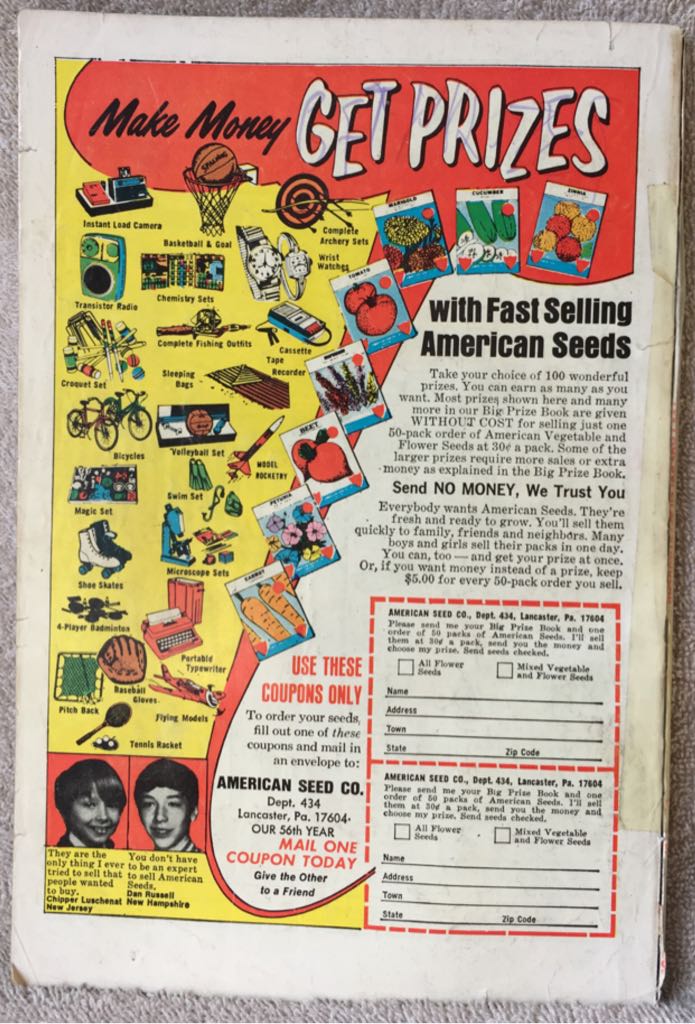 Make Money GET PRIZES
SPALDING
Instant Load Camera
Basketball & Goal
Complete
Archery Sets
Wrist
Watches
Transistor Radio
Chemistry Sets
Complete Fishing Outfits
Cassette
Tape
Recorder
Croquet Set
Sleeping
Bags
Bicycles
Volleyball Set
MODEL
ROCKETRY
Magic Set
Swim Set
Shoe Skates
Microscope Sets
4-Player Badminton
Portable
Typewriter
Pitch Back
Baseball
Gloves
Flying Models
Tennis Racket
MARIGOLD
CUCUMBER
ZINNIA
TOMATO
BEET
PETUNIA
CARROT
with Fast Selling
American Seeds
Take your choice of 100 wonderful
prizes. You can earn as many as you
want. Most prizes shown here and many
more in our Big Prize Book are given
WITHOUT COST for selling just one
50-pack order of American Vegetable and
Flower Seeds at 30¢ a pack. Some of the
larger prizes require more sales or extra
money as explained in the Big Prize Book.
Send NO MONEY, We Trust You
Everybody wants American Seeds. They're
fresh and ready to grow. You'll sell them
quickly to family, friends and neighbors. Many
boys and girls sell their packs in one day.
You can, too — and get your prize at once.
Or, if you want money instead of a prize, keep
$5.00 for every 50-pack order you sell.
USE THESE
COUPONS ONLY
To order your seeds,
fill out one of these
coupons and mail in
an envelope to:
AMERICAN SEED CO.
Dept. 434
Lancaster, Pa. 17604
OUR 56th YEAR
MAIL ONE
COUPON TODAY
Give the Other
to a Friend
AMERICAN SEED CO., Dept. 434, Lancaster, Pa. 17604
Please send me your Big Prize Book and one
order of 50 packs of American Seeds. I'll sell
them at 30¢ a pack, send you the money and
choose my prize. Send seeds checked.
All Flower
Seeds
Mixed Vegetable
and Flower Seeds
Name
Address
Town
State Zip Code
AMERICAN SEED CO., Dept. 434, Lancaster, Pa. 17604
Please send me your Big Prize Book and one
order of 50 packs of American Seeds. I'll sell
them at 30¢ a pack, send you the money and
choose my prize. Send seeds checked.
All Flower
Seeds
Mixed Vegetable
and Flower Seeds
Name
Address
Town
State Zip Code
They are the
only thing I ever
tried to sell that
people wanted
to buy.
Chipper Luschenat
New Jersey
You don't have
to be an expert
to sell American
Seeds.
Dan Russell
New Hampshire